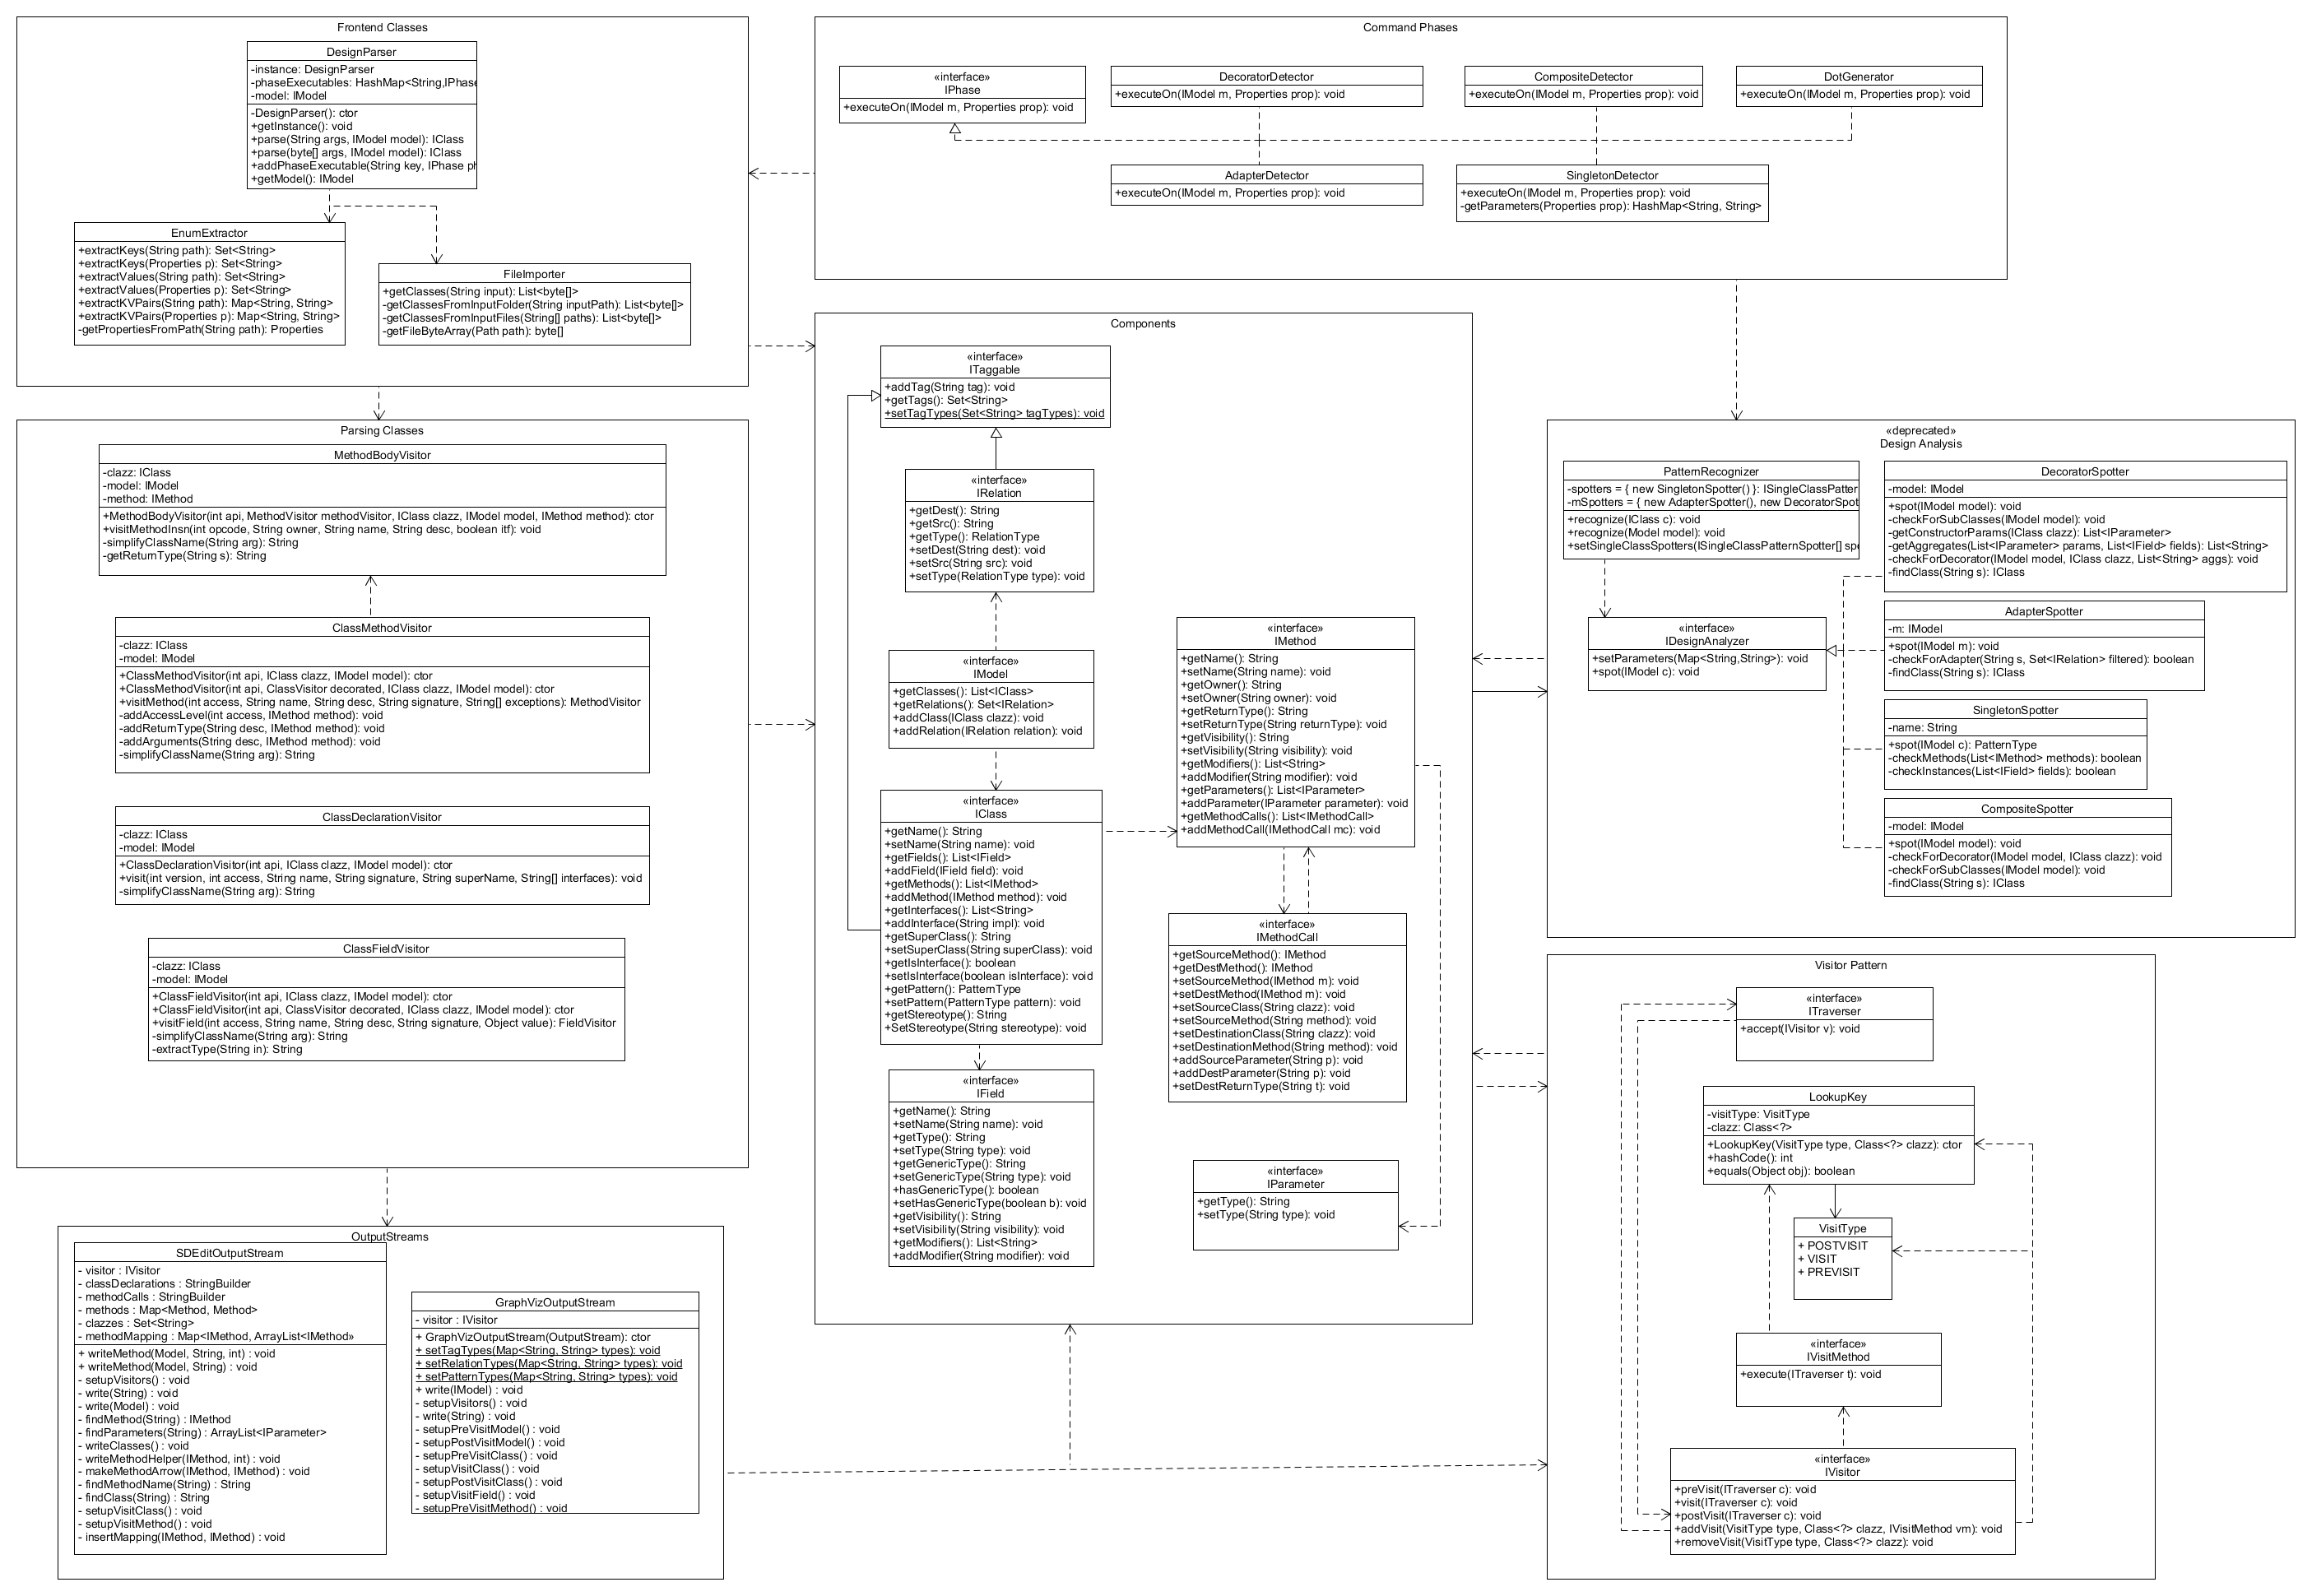 Frontend Classes
DesignParser
-instance: DesignParser
-phaseExecutables: HashMap<String,IPhase
-model: IModel
-DesignParser(): ctor
+getInstance(): void
+parse(String args, IModel model): IClass
+parse(byte[] args, IModel model): IClass
+addPhaseExecutable(String key, IPhase ph
+getModel(): IModel
EnumExtractor
+extractKeys(String path): Set<String>
+extractKeys(Properties p): Set<String>
+extractValues(String path): Set<String>
+extractValues(Properties p): Set<String>
+extractKVPairs(String path): Map<String, String>
+extractKVPairs(Properties p): Map<String, String>
-getPropertiesFromPath(String path): Properties
FileImporter
+getClasses(String input): List<byte[]>
-getClassesFromInputFolder(String inputPath): List<byte[]>
-getClassesFromInputFiles(String[] paths): List<byte[]>
-getFileByteArray(Path path): byte[]
Command Phases
«interface»
IPhase
+executeOn(IModel m, Properties prop): void
DecoratorDetector
+executeOn(IModel m, Properties prop): void
CompositeDetector
+executeOn(IModel m, Properties prop): void
DotGenerator
+executeOn(IModel m, Properties prop): void
AdapterDetector
+executeOn(IModel m, Properties prop): void
SingletonDetector
+executeOn(IModel m, Properties prop): void
-getParameters(Properties prop): HashMap<String, String>
Parsing Classes
MethodBodyVisitor
-clazz: IClass
-model: IModel
-method: IMethod
+MethodBodyVisitor(int api, MethodVisitor methodVisitor, IClass clazz, IModel model, IMethod method): ctor
+visitMethodInsn(int opcode, String owner, String name, String desc, boolean itf): void
-simplifyClassName(String arg): String
-getReturnType(String s): String
ClassMethodVisitor
-clazz: IClass
-model: IModel
+ClassMethodVisitor(int api, IClass clazz, IModel model): ctor
+ClassMethodVisitor(int api, ClassVisitor decorated, IClass clazz, IModel model): ctor
+visitMethod(int access, String name, String desc, String signature, String[] exceptions): MethodVisitor
-addAccessLevel(int access, IMethod method): void
-addReturnType(String desc, IMethod method): void
-addArguments(String desc, IMethod method): void
-simplifyClassName(String arg): String
ClassDeclarationVisitor
-clazz: IClass
-model: IModel
+ClassDeclarationVisitor(int api, IClass clazz, IModel model): ctor
+visit(int version, int access, String name, String signature, String superName, String[] interfaces): void
-simplifyClassName(String arg): String
ClassFieldVisitor
-clazz: IClass
-model: IModel
+ClassFieldVisitor(int api, IClass clazz, IModel model): ctor
+ClassFieldVisitor(int api, ClassVisitor decorated, IClass clazz, IModel model): ctor
+visitField(int access, String name, String desc, String signature, Object value): FieldVisitor
-simplifyClassName(String arg): String
-extractType(String in): String
Components
«interface»
ITaggable
+addTag(String tag): void
+getTags(): Set<String>
+setTagTypes(Set<String> tagTypes): void
«interface»
IRelation
+getDest(): String
+getSrc(): String
+getType(): RelationType
+setDest(String dest): void
+setSrc(String src): void
+setType(RelationType type): void
«interface»
IModel
+getClasses(): List<IClass>
+getRelations(): Set<IRelation>
+addClass(IClass clazz): void
+addRelation(IRelation relation): void
«interface»
IClass
+getName(): String
+setName(String name): void
+getFields(): List<IField>
+addField(IField field): void
+getMethods(): List<IMethod>
+addMethod(IMethod method): void
+getInterfaces(): List<String>
+addInterface(String impl): void
+getSuperClass(): String
+setSuperClass(String superClass): void
+getIsInterface(): boolean
+setIsInterface(boolean isInterface): void
+getPattern(): PatternType
+setPattern(PatternType pattern): void
+getStereotype(): String
+SetStereotype(String stereotype): void
«interface»
IField
+getName(): String
+setName(String name): void
+getType(): String
+setType(String type): void
+getGenericType(): String
+setGenericType(String type): void
+hasGenericType(): boolean
+setHasGenericType(boolean b): void
+getVisibility(): String
+setVisibility(String visibility): void
+getModifiers(): List<String>
+addModifier(String modifier): void
«interface»
IMethod
+getName(): String
+setName(String name): void
+getOwner(): String
+setOwner(String owner): void
+getReturnType(): String
+setReturnType(String returnType): void
+getVisibility(): String
+setVisibility(String visibility): void
+getModifiers(): List<String>
+addModifier(String modifier): void
+getParameters(): List<IParameter>
+addParameter(IParameter parameter): void
+getMethodCalls(): List<IMethodCall>
+addMethodCall(IMethodCall mc): void
«interface»
IMethodCall
+getSourceMethod(): IMethod
+getDestMethod(): IMethod
+setSourceMethod(IMethod m): void
+setDestMethod(IMethod m): void
+setSourceClass(String clazz): void
+setSourceMethod(String method): void
+setDestinationClass(String clazz): void
+setDestinationMethod(String method): void
+addSourceParameter(String p): void
+addDestParameter(String p): void
+setDestReturnType(String t): void
«interface»
IParameter
+getType(): String
+setType(String type): void
«deprecated»
Design Analysis
PatternRecognizer
-spotters = { new SingletonSpotter() }: ISingleClassPatter
-mSpotters = { new AdapterSpotter(), new DecoratorSpot
+recognize(IClass c): void
+recognize(Model model): void
+setSingleClassSpotters(ISingleClassPatternSpotter[] spo
«interface»
IDesignAnalyzer
+setParameters(Map<String,String>): void
+spot(IModel c): void
DecoratorSpotter
-model: IModel
+spot(IModel model): void
-checkForSubClasses(IModel model): void
-getConstructorParams(IClass clazz): List<IParameter>
-getAggregates(List<IParameter> params, List<IField> fields): List<String>
-checkForDecorator(IModel model, IClass clazz, List<String> aggs): void
-findClass(String s): IClass
AdapterSpotter
-m: IModel
+spot(IModel m): void
-checkForAdapter(String s, Set<IRelation> filtered): boolean
-findClass(String s): IClass
SingletonSpotter
-name: String
+spot(IModel c): PatternType
-checkMethods(List<IMethod> methods): boolean
-checkInstances(List<IField> fields): boolean
CompositeSpotter
-model: IModel
+spot(IModel model): void
-checkForDecorator(IModel model, IClass clazz): void
-checkForSubClasses(IModel model): void
-findClass(String s): IClass
Visitor Pattern
«interface»
ITraverser
+accept(IVisitor v): void
LookupKey
-visitType: VisitType
-clazz: Class<?>
+LookupKey(VisitType type, Class<?> clazz): ctor
+hashCode(): int
+equals(Object obj): boolean
VisitType
+ POSTVISIT
+ VISIT
+ PREVISIT
«interface»
IVisitMethod
+execute(ITraverser t): void
«interface»
IVisitor
+preVisit(ITraverser c): void
+visit(ITraverser c): void
+postVisit(ITraverser c): void
+addVisit(VisitType type, Class<?> clazz, IVisitMethod vm): void
+removeVisit(VisitType type, Class<?> clazz): void
OutputStreams
SDEditOutputStream
- visitor : IVisitor
- classDeclarations : StringBuilder
- methodCalls : StringBuilder
- methods : Map<Method, Method>
- clazzes : Set<String>
- methodMapping : Map<IMethod, ArrayList<IMethod»
+ writeMethod(Model, String, int) : void
+ writeMethod(Model, String) : void
- setupVisitors() : void
- write(String) : void
- write(Model) : void
- findMethod(String) : IMethod
- findParameters(String) : ArrayList<IParameter>
- writeClasses() : void
- writeMethodHelper(IMethod, int) : void
- makeMethodArrow(IMethod, IMethod) : void
- findMethodName(String) : String
- findClass(String) : String
- setupVisitClass() : void
- setupVisitMethod() : void
- insertMapping(IMethod, IMethod) : void
GraphVizOutputStream
- visitor : IVisitor
+ GraphVizOutputStream(OutputStream): ctor
+ setTagTypes(Map<String, String> types): void
+ setRelationTypes(Map<String, String> types): void
+ setPatternTypes(Map<String, String> types): void
+ write(IModel) : void
- setupVisitors() : void
- write(String) : void
- setupPreVisitModel() : void
- setupPostVisitModel() : void
- setupPreVisitClass() : void
- setupVisitClass() : void
- setupPostVisitClass() : void
- setupVisitField() : void
- setupPreVisitMethod() : void